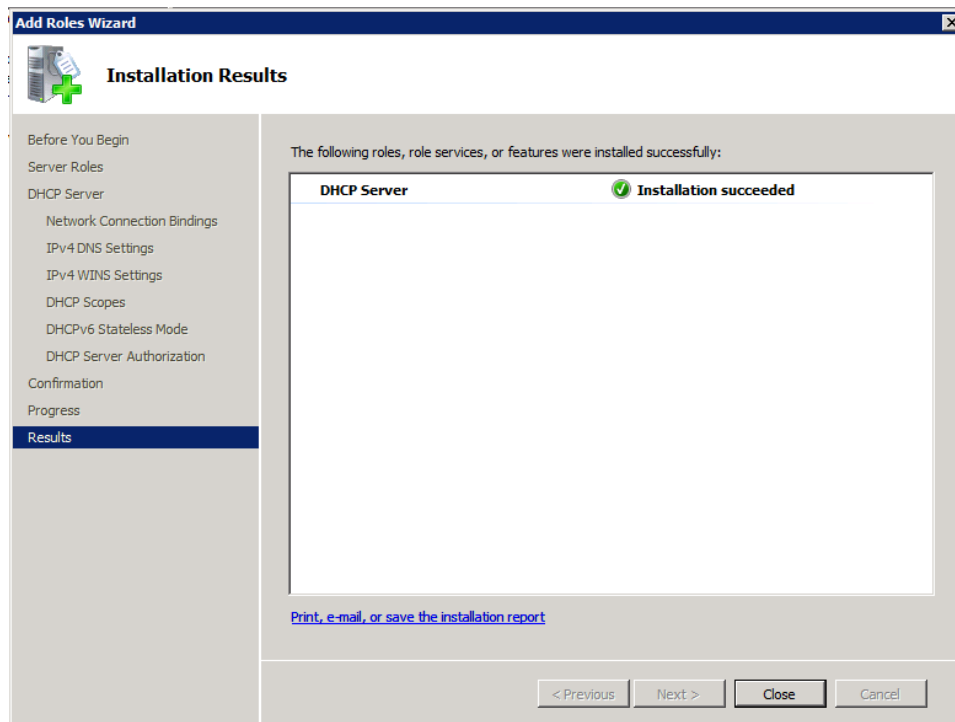 Add Roles Wizard
Installation Results
Before You Begin
Server Roles
DHCP Server
Network Connection Bindings
IPv4 DNS Settings
IPv4 WINS Settings
DHCP Scopes
DHCPv6 Stateless Mode
DHCP Server Authorization
Confirmation
Progress
Results
The following roles, role services, or features were installed successfully:
DHCP Server Installation succeeded
Print, e-mail, or save the installation report
< Previous Next > Close Cancel